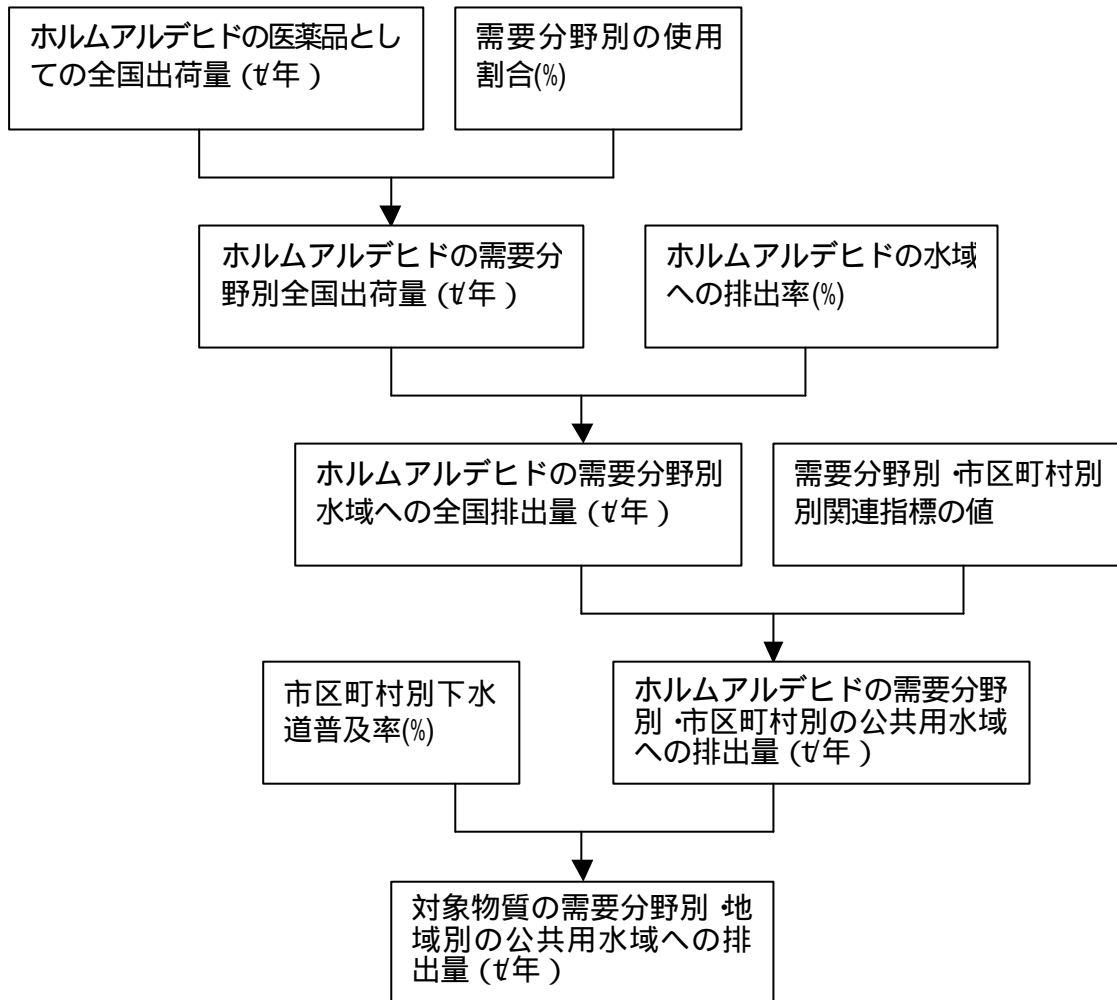 ホルムアルデヒドの医薬品とし
ての全国出荷量（t/年）
需要分野別の使用
割合(%)
ホルムアルデヒドの需要分
野別全国出荷量（t/年）
ホルムアルデヒドの水域
への排出率(%)
ホルムアルデヒドの需要分野別
水域への全国排出量（t/年）
需要分野別・市区町村別
別関連指標の値
市区町村別下水
道普及率(%)
ホルムアルデヒドの需要分野
別・市区町村別の公共用水域
への排出量（t/年）
対象物質の需要分野別・地
域別の公共用水域への排
出量（t/年）